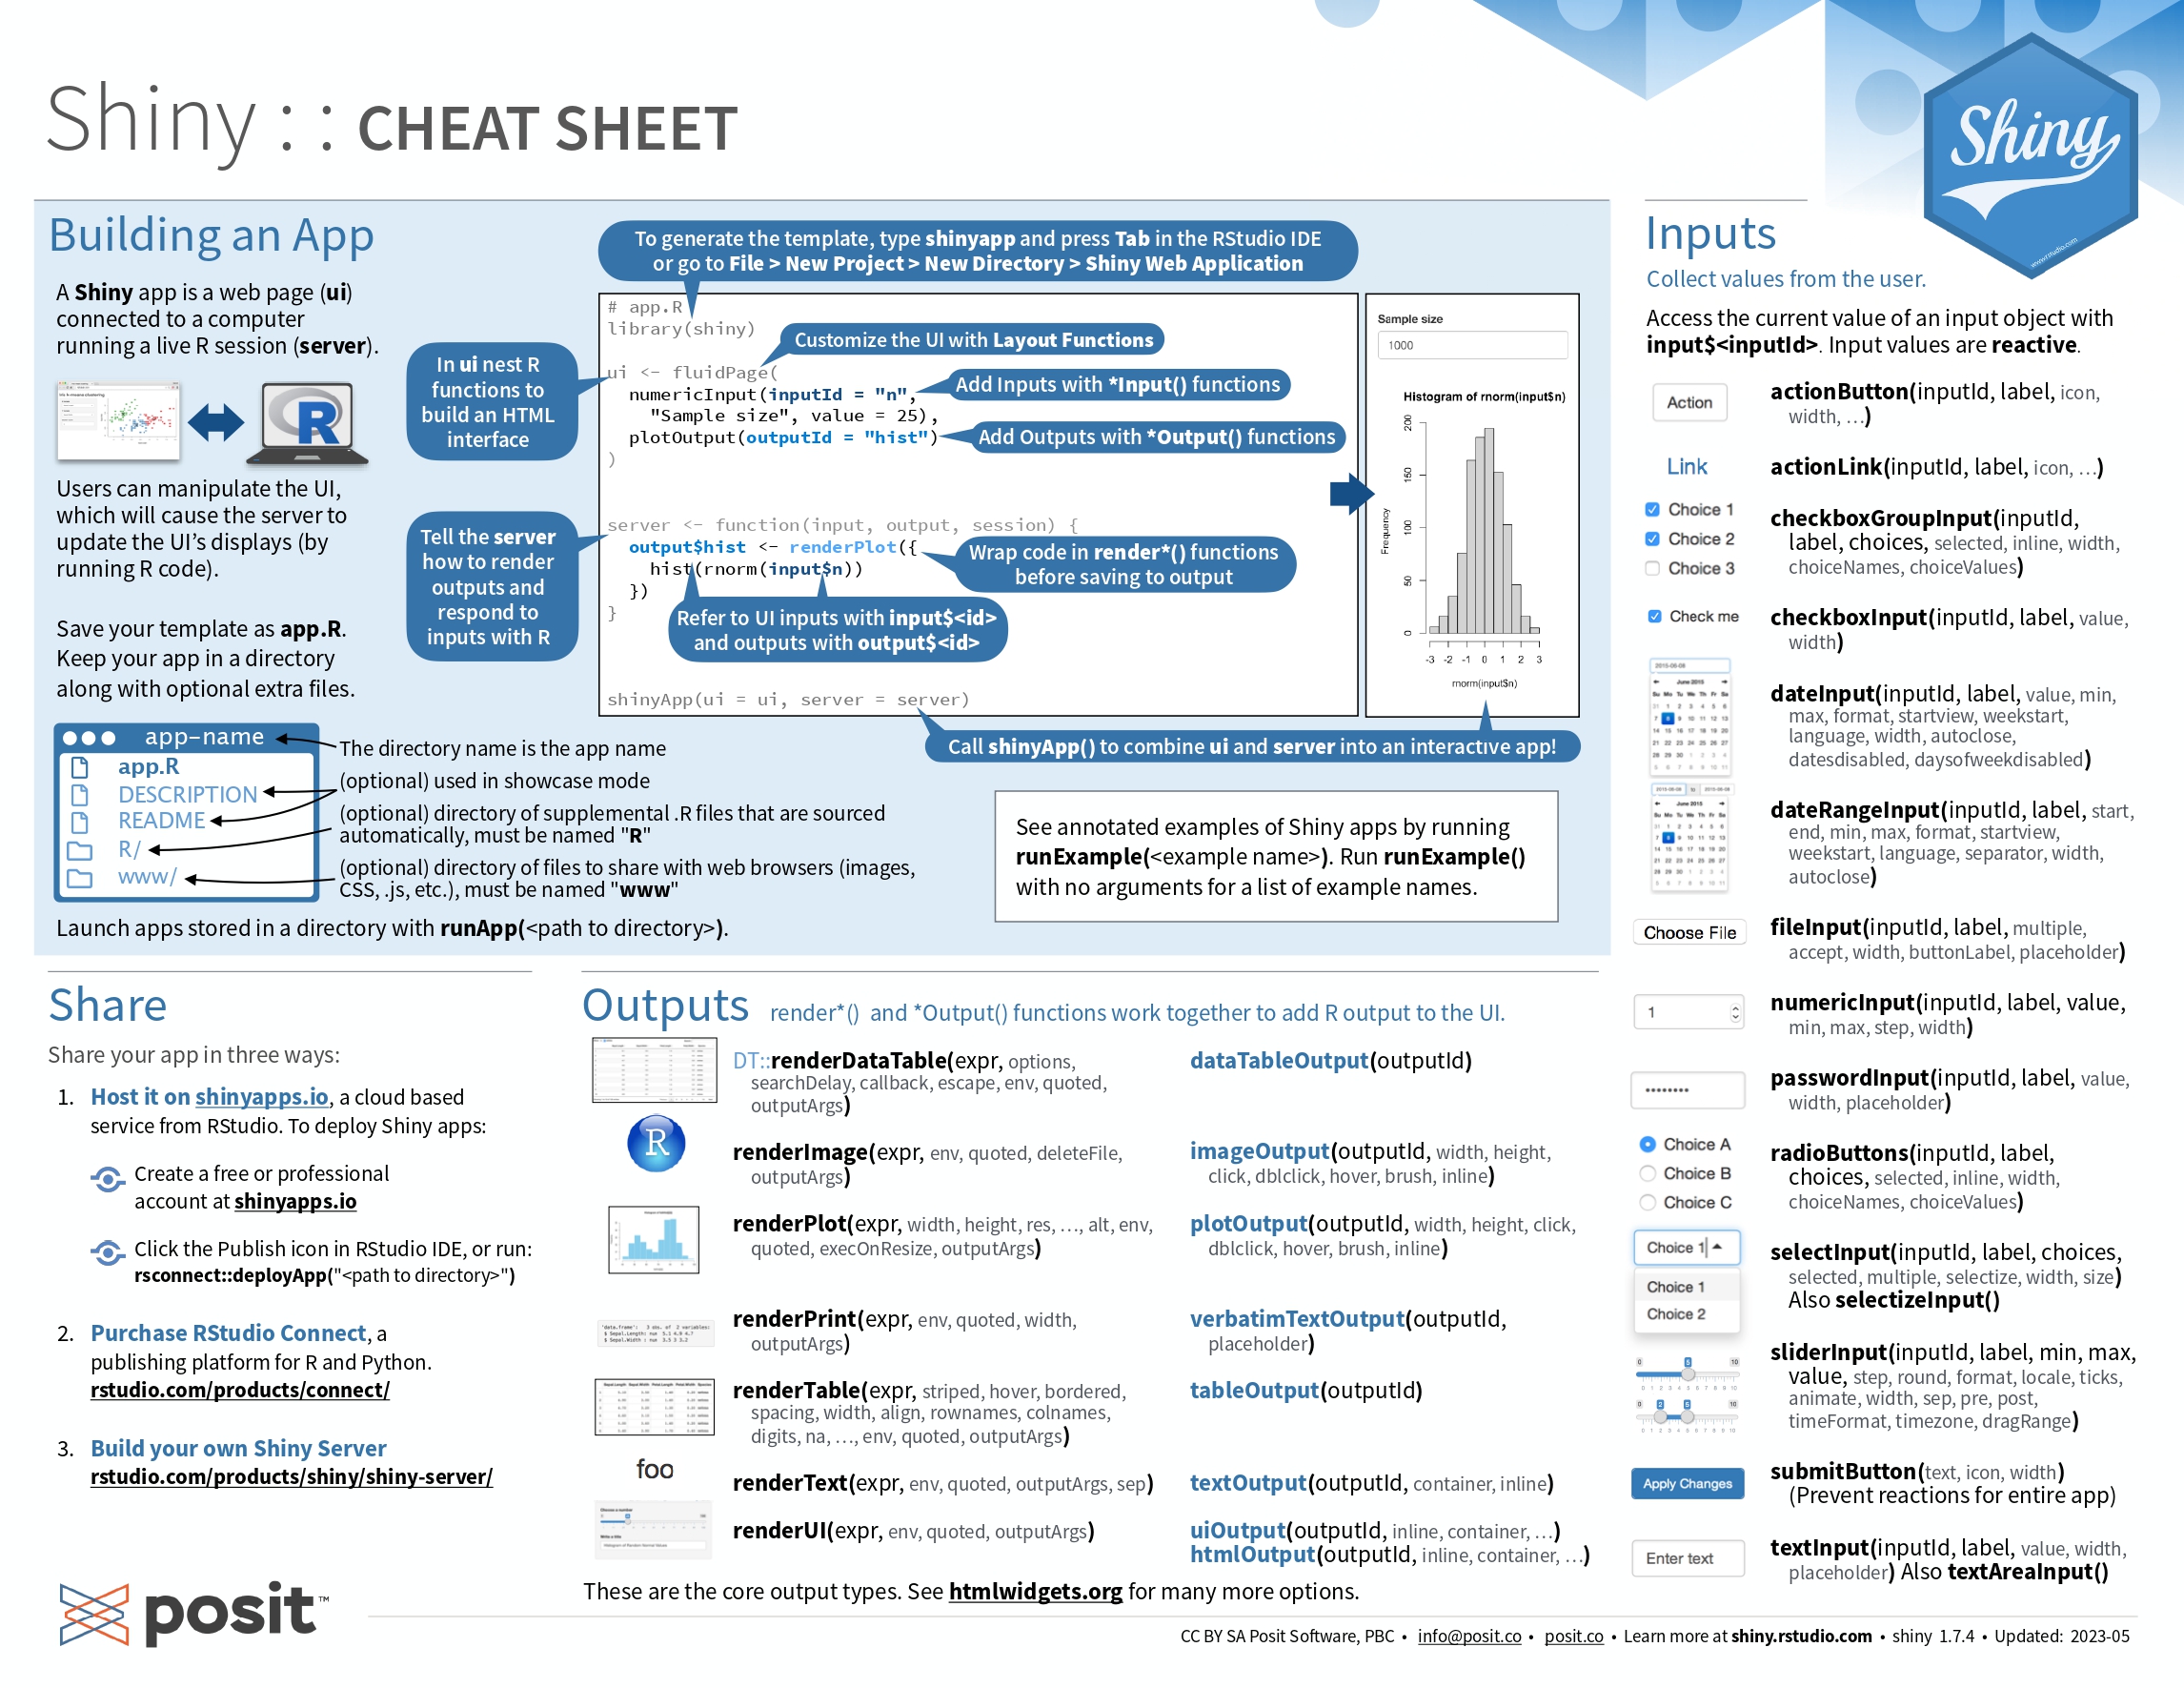 Shiny : : CHEAT SHEET
Shiny
www.rstudio.com
Building an App
A Shiny app is a web page (ui)
connected to a computer
running a live R session (server).
R
Users can manipulate the UI,
which will cause the server to
update the UI's displays (by
running R code).
Save your template as app.R.
Keep your app in a directory
along with optional extra files.
app-name
app.R
DESCRIPTION
README
R/
www/
The directory name is the app name
(optional) used in showcase mode
(optional) directory of supplemental .R files that are sourced
automatically, must be named "R"
(optional) directory of files to share with web browsers (images,
CSS, .js, etc.), must be named "www"
Launch apps stored in a directory with runApp(<path to directory>).
To generate the template, type shinyapp and press Tab in the RStudio IDE
or go to File > New Project > New Directory > Shiny Web Application
In ui nest R
functions to
build an HTML
interface
Tell the server
how to render
outputs and
respond to
inputs with R
# app.R
library(shiny)
Customize the UI with Layout Functions
ui <- fluidPage(
numericInput(inputId = "n",
Add Inputs with *Input() functions
"Sample size", value = 25),
plotOutput(outputId = "hist")
Add Outputs with *Output() functions
)
server <- function(input, output, session) {
output$hist <- renderPlot({
Wrap code in render*() functions
before saving to output
hist(rnorm(input$n))
})
}
Refer to UI inputs with input$<id>
and outputs with output$<id>
shinyApp(ui = ui, server = server)
Call shinyApp() to combine ui and server into an interactive app!
Sample size
1000
Histogram of rnorm(input$n)
Frequency
200
150
100
50
0
-3 -2 -1 0 1 2 3
rnorm(input$n)
See annotated examples of Shiny apps by running
runExample(<example name>). Run runExample()
with no arguments for a list of example names.
Share
Share your app in three ways:
1. Host it on shinyapps.io, a cloud based
service from RStudio. To deploy Shiny apps:
Create a free or professional
account at shinyapps.io
Click the Publish icon in RStudio IDE, or run:
rsconnect::deployApp("<path to directory>")
2. Purchase RStudio Connect, a
publishing platform for R and Python.
rstudio.com/products/connect/
3. Build your own Shiny Server
rstudio.com/products/shiny/shiny-server/
Outputs render*() and *Output() functions work together to add R output to the UI.
DT::renderDataTable(expr, options,
searchDelay, callback, escape, env, quoted,
outputArgs)
dataTableOutput(outputId)
R
renderImage(expr, env, quoted, deleteFile,
outputArgs)
imageOutput(outputId, width, height,
click, dblclick, hover, brush, inline)
renderPlot(expr, width, height, res, …, alt, env,
quoted, execOnResize, outputArgs)
plotOutput(outputId, width, height, click,
dblclick, hover, brush, inline)
renderPrint(expr, env, quoted, width,
outputArgs)
verbatimTextOutput(outputId,
placeholder)
renderTable(expr, striped, hover, bordered,
spacing, width, align, rownames, colnames,
digits, na, …, env, quoted, outputArgs)
tableOutput(outputId)
foo
renderText(expr, env, quoted, outputArgs, sep)
textOutput(outputId, container, inline)
renderUI(expr, env, quoted, outputArgs)
uiOutput(outputId, inline, container, …)
htmlOutput(outputId, inline, container, …)
These are the core output types. See htmlwidgets.org for many more options.
Inputs
Collect values from the user.
Access the current value of an input object with
input$<inputId>. Input values are reactive.
Action
actionButton(inputId, label, icon,
width, …)
Link
actionLink(inputId, label, icon, …)
Choice 1
Choice 2
Choice 3
checkboxGroupInput(inputId,
label, choices, selected, inline, width,
choiceNames, choiceValues)
Check me
checkboxInput(inputId, label, value,
width)
June 2015
dateInput(inputId, label, value, min,
max, format, startview, weekstart,
language, width, autoclose,
datesdisabled, daysofweekdisabled)
June 2015
dateRangeInput(inputId, label, start,
end, min, max, format, startview,
weekstart, language, separator, width,
autoclose)
Choose File
fileInput(inputId, label, multiple,
accept, width, buttonLabel, placeholder)
1
numericInput(inputId, label, value,
min, max, step, width)
passwordInput(inputId, label, value,
width, placeholder)
Choice A
Choice B
Choice C
radioButtons(inputId, label,
choices, selected, inline, width,
choiceNames, choiceValues)
Choice 1
Choice 1
Choice 2
selectInput(inputId, label, choices,
selected, multiple, selectize, width, size)
Also selectizeInput()
sliderInput(inputId, label, min, max,
value, step, round, format, locale, ticks,
animate, width, sep, pre, post,
timeFormat, timezone, dragRange)
Apply Changes
submitButton(text, icon, width)
(Prevent reactions for entire app)
Enter text
textInput(inputId, label, value, width,
placeholder) Also textAreaInput()
posit™
CC BY SA Posit Software, PBC • info@posit.co • posit.co • Learn more at shiny.rstudio.com • shiny 1.7.4 • Updated: 2023-05